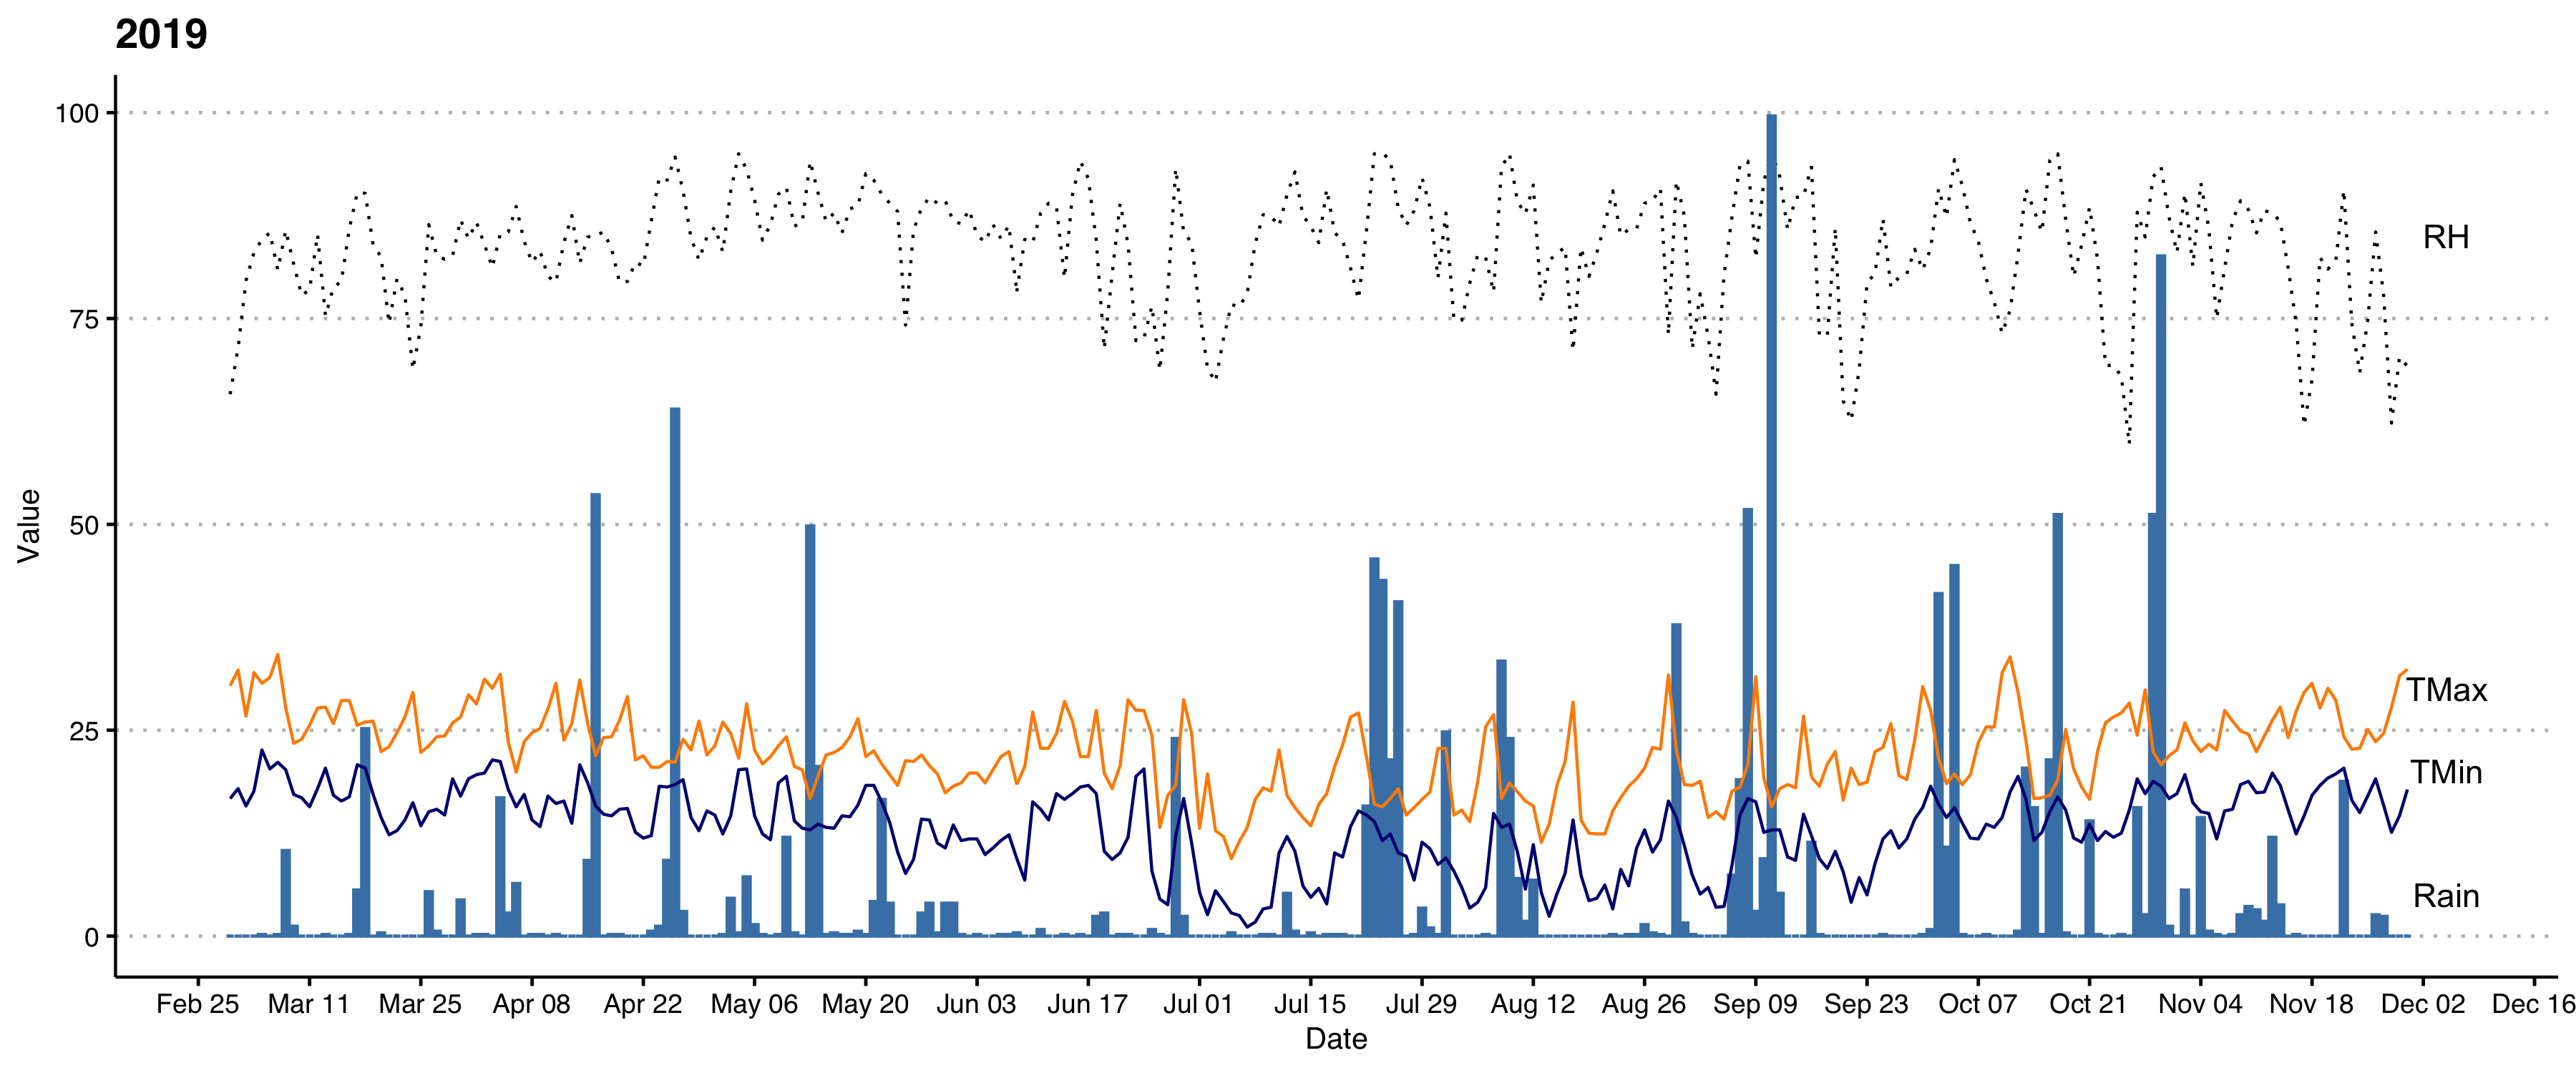 2019
100
75
50
25
0
Value
RH
TMax
TMin
Rain
Feb 25 Mar 11 Mar 25 Apr 08 Apr 22 May 06 May 20 Jun 03 Jun 17 Jul 01 Jul 15 Jul 29 Aug 12 Aug 26 Sep 09 Sep 23 Oct 07 Oct 21 Nov 04 Nov 18 Dec 02 Dec 16
Date